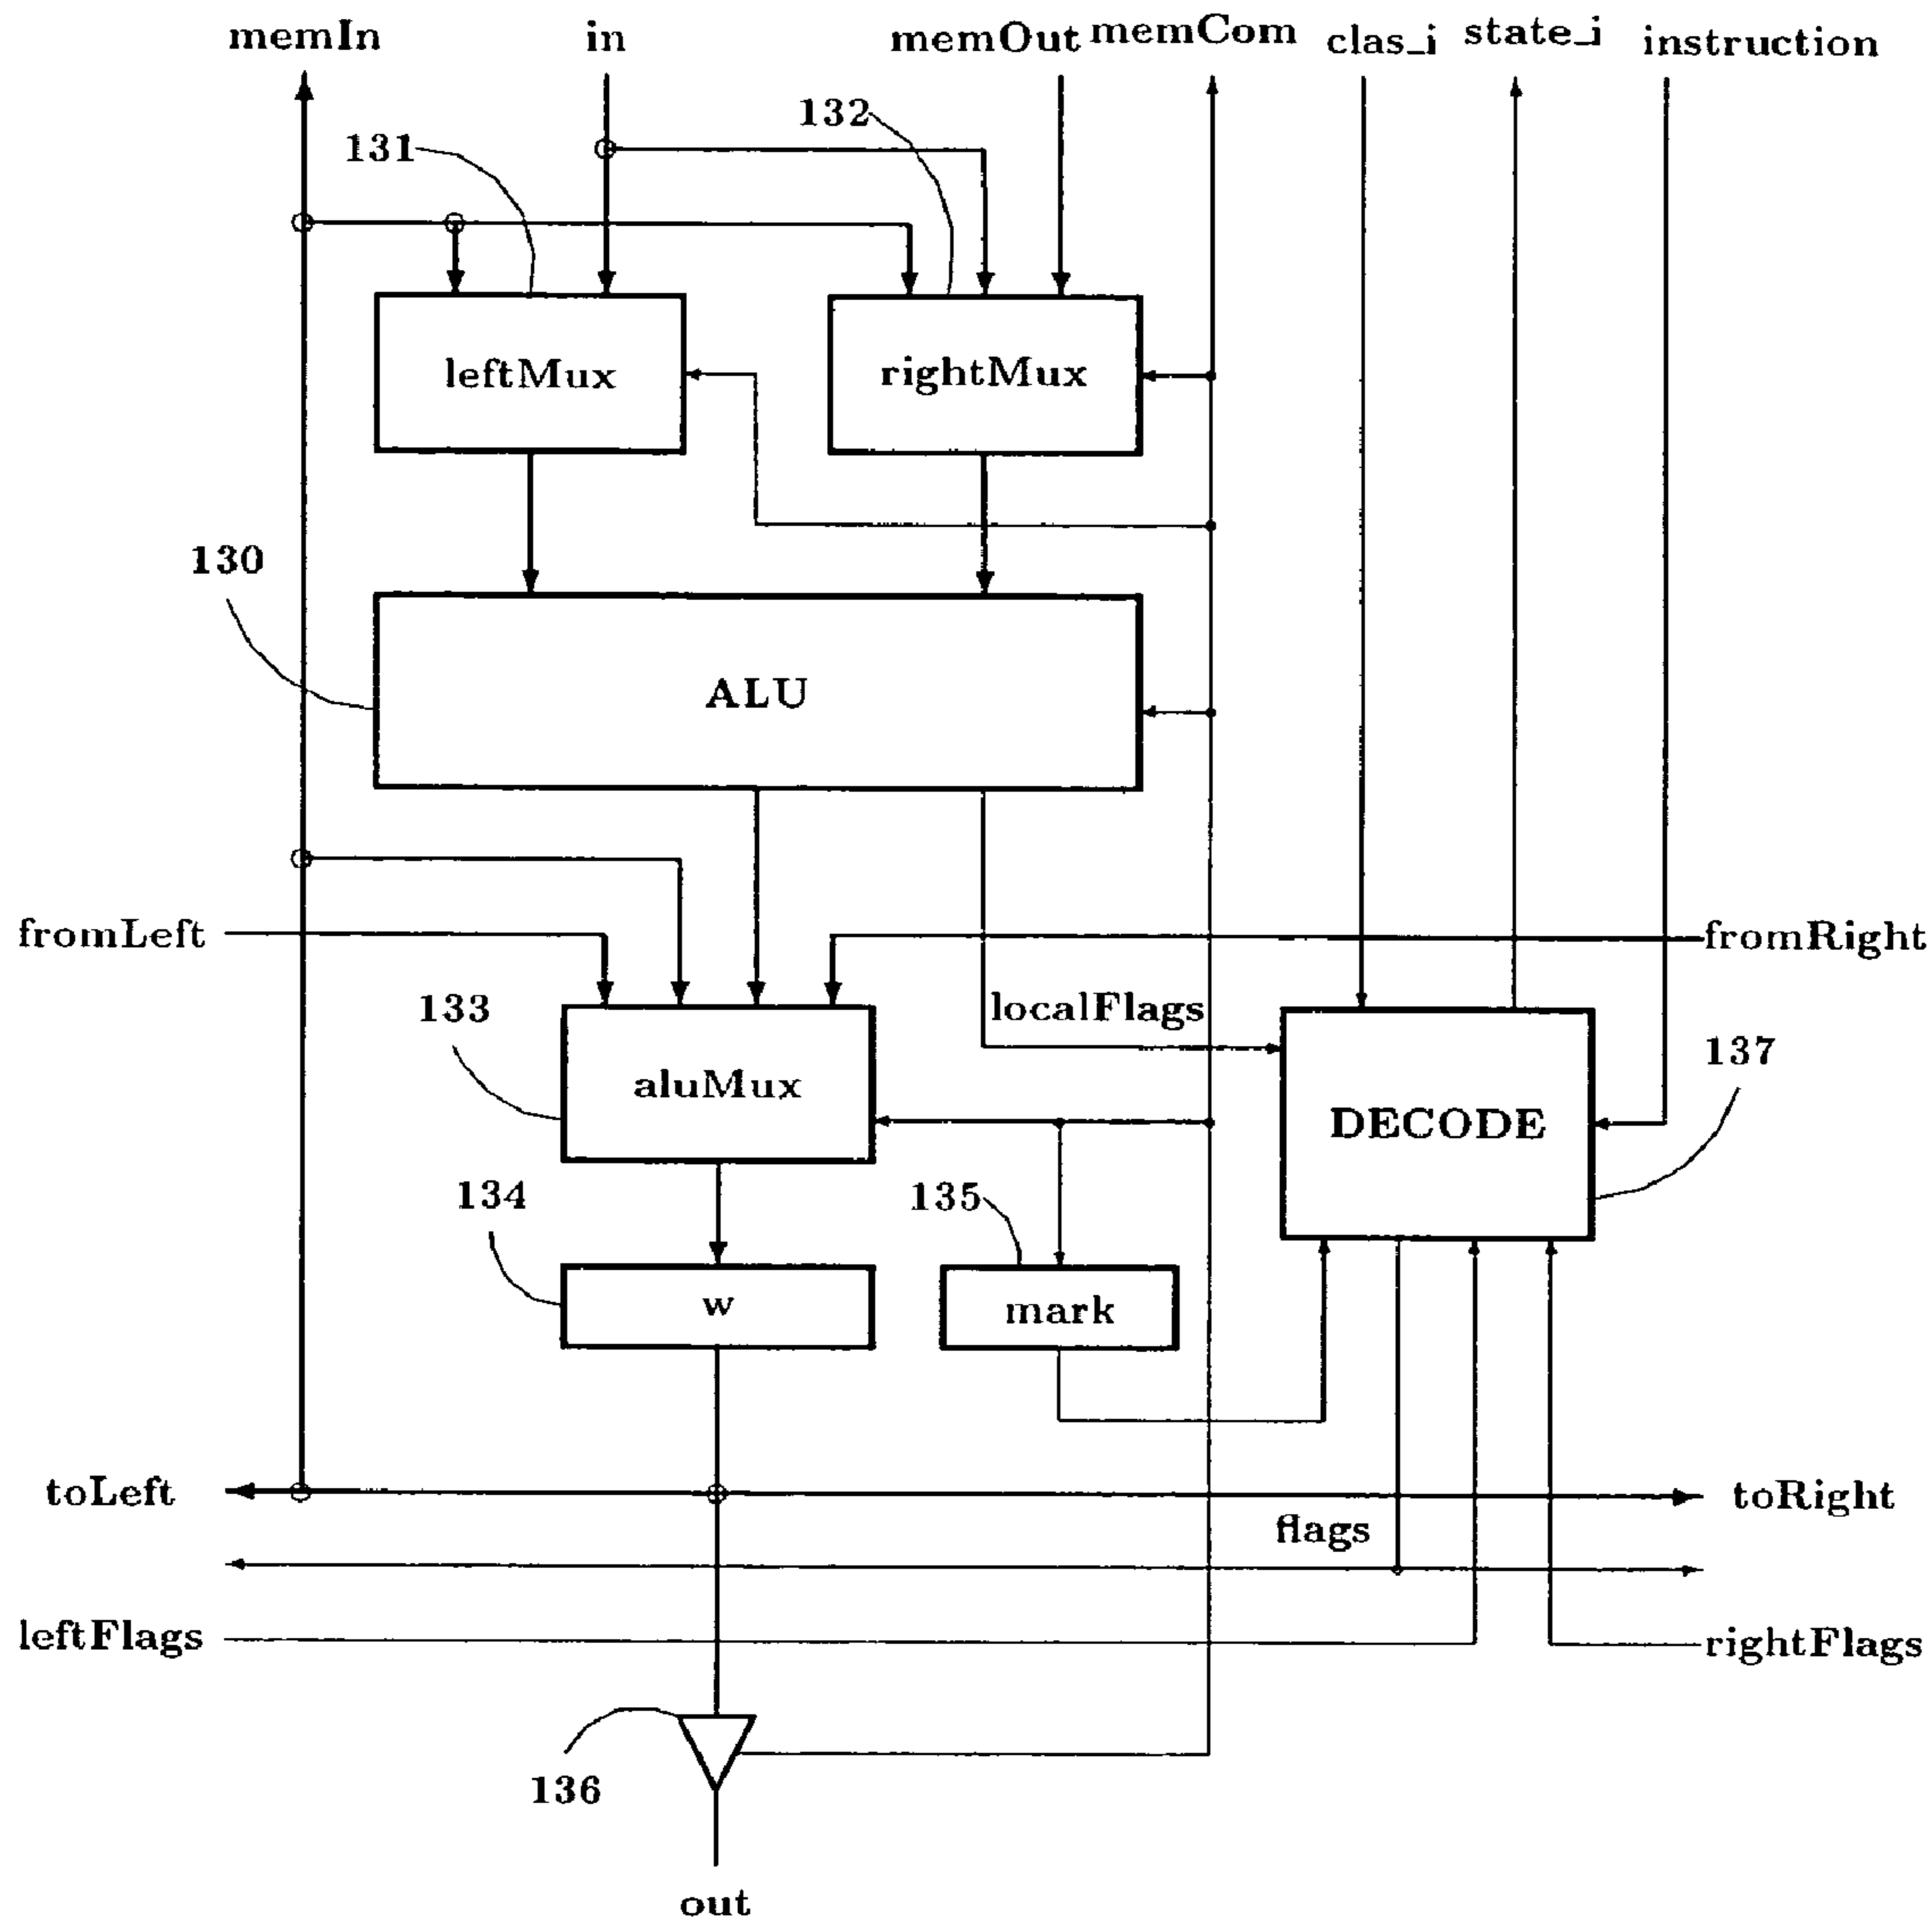 memIn in memOut memCom clas_i state_i instruction
132
131
leftMux rightMux
130
ALU
fromLeft fromRight
133 localFlags
137
aluMux DECODE
134 135
w mark
toLeft toRight
flags
leftFlags rightFlags
136
out